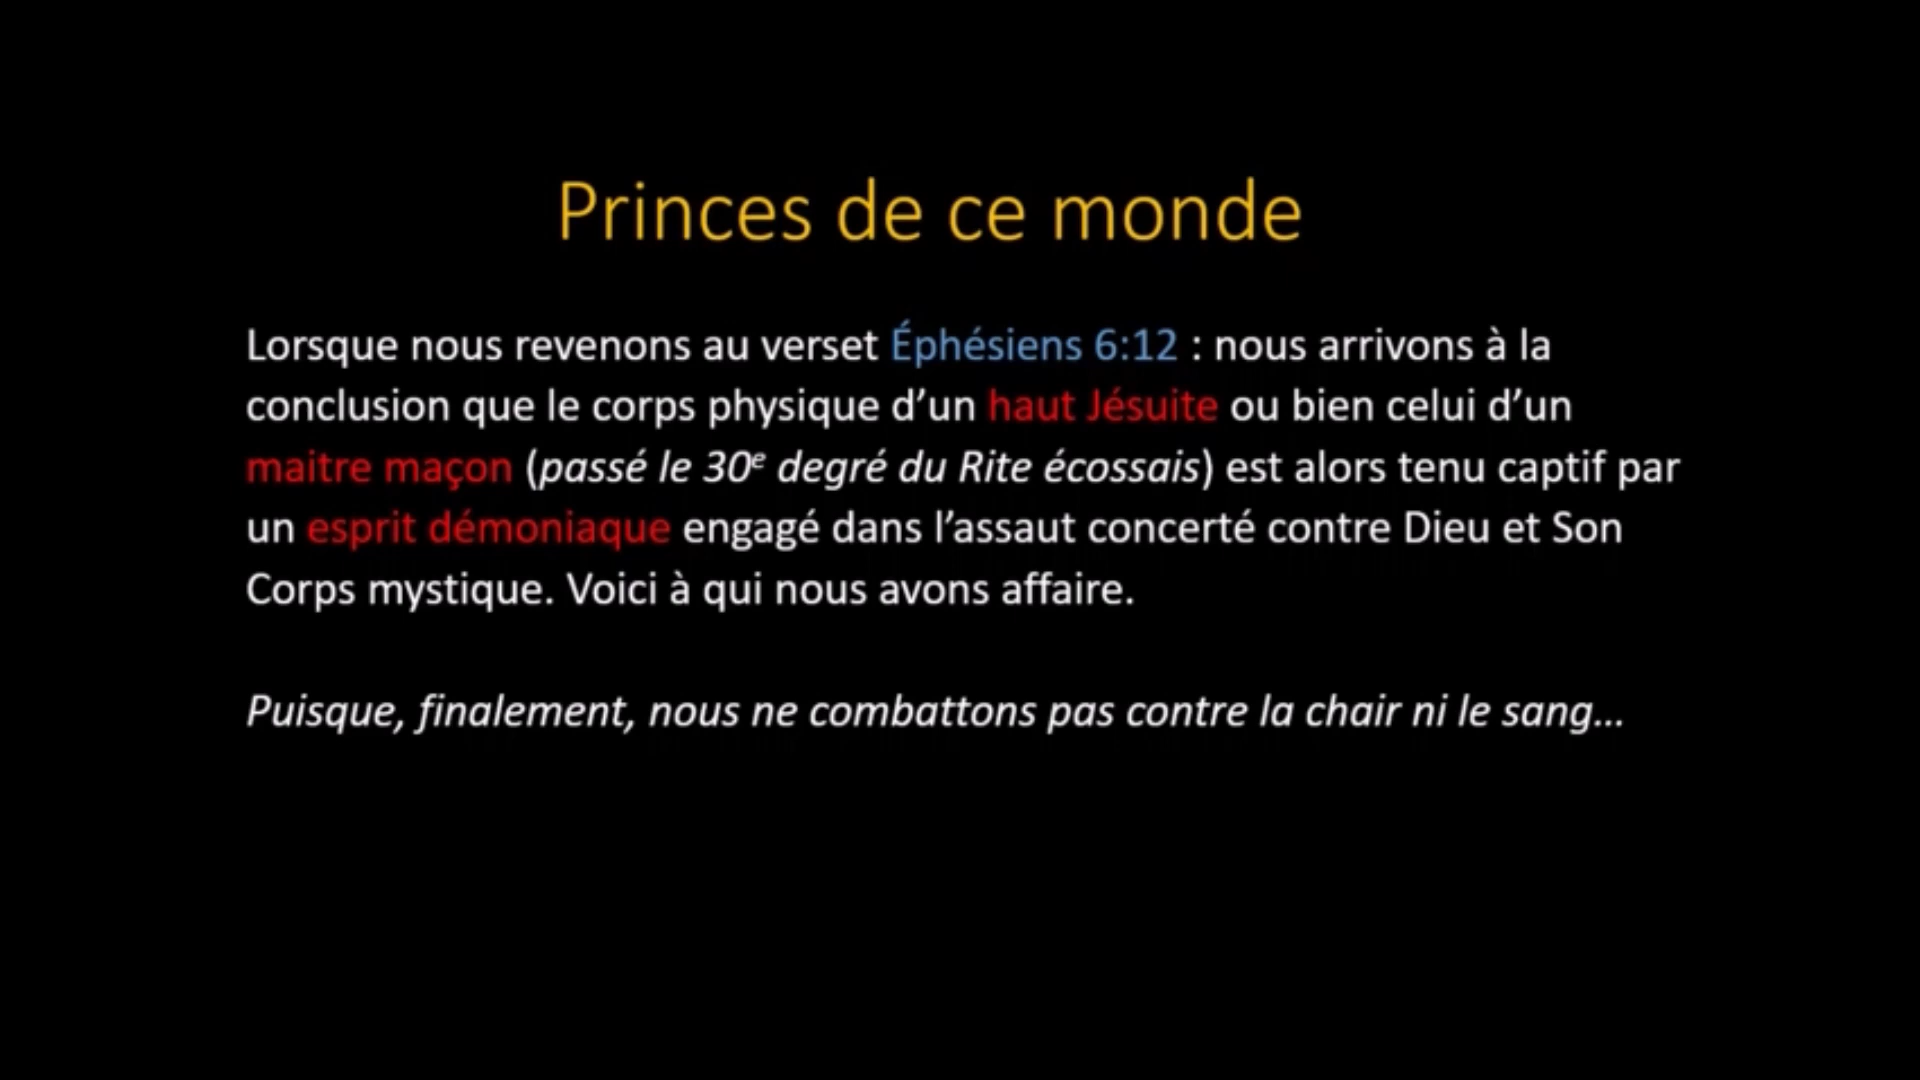 Princes de ce monde
Lorsque nous revenons au verset Éphésiens 6:12 : nous arrivons à la
conclusion que le corps physique d’un haut Jésuite ou bien celui d’un
maitre maçon (passé le 30e degré du Rite écossais) est alors tenu captif par
un esprit démoniaque engagé dans l’assaut concerté contre Dieu et Son
Corps mystique. Voici à qui nous avons affaire.
Puisque, finalement, nous ne combattons pas contre la chair ni le sang…